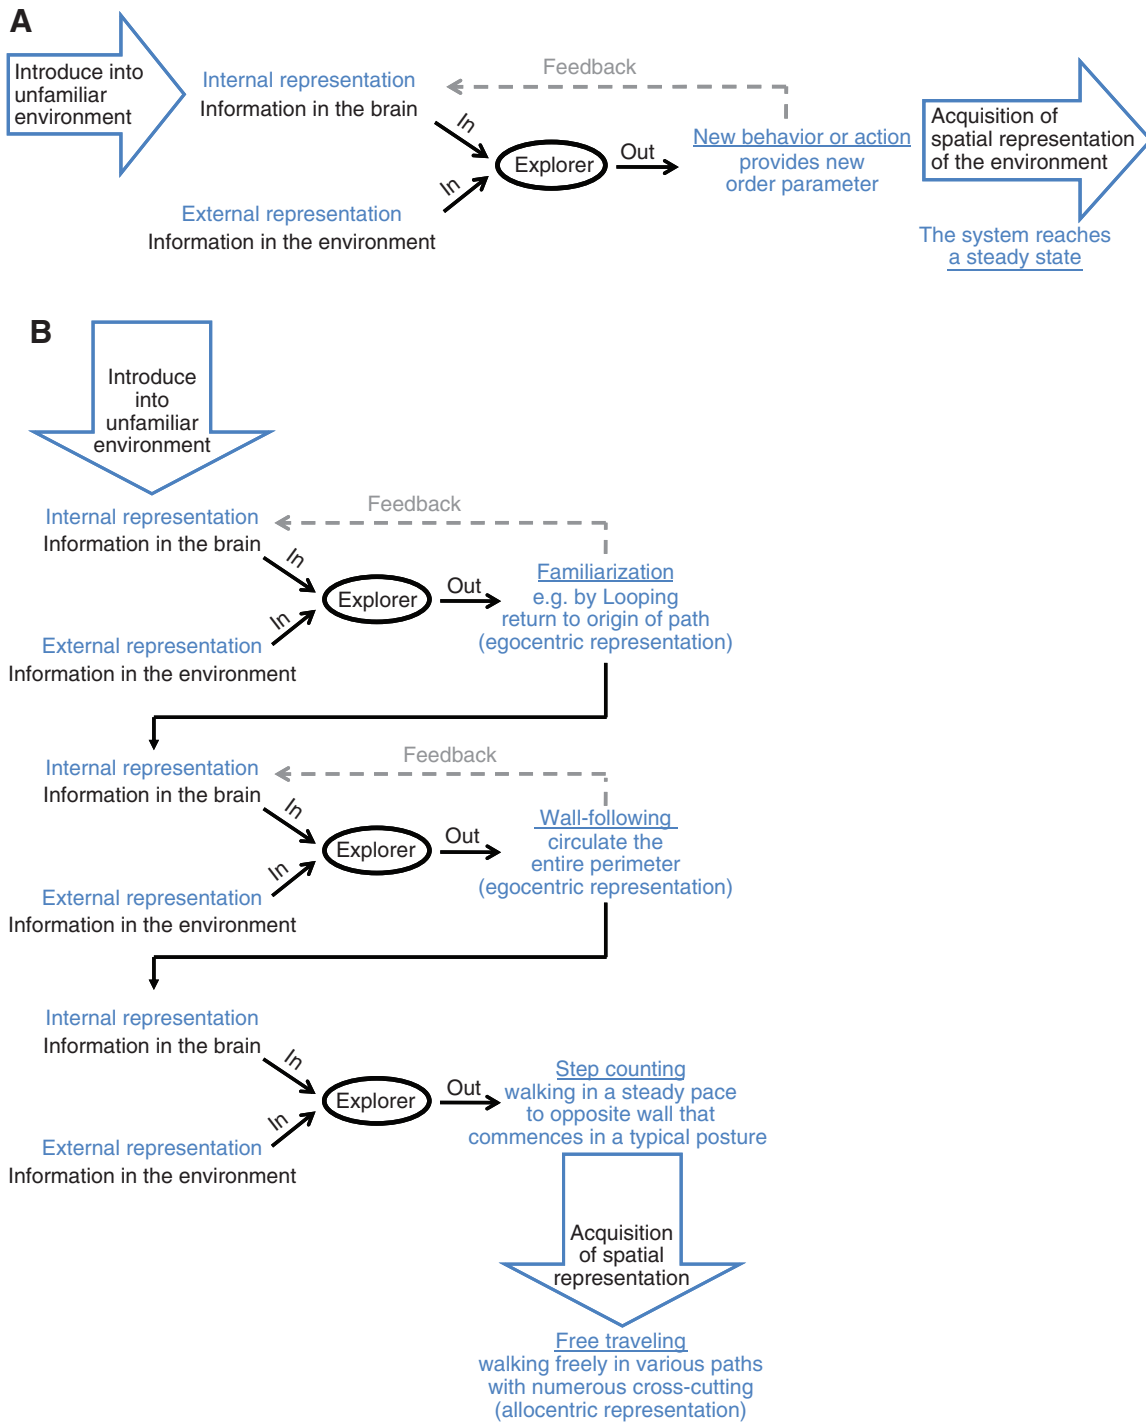 A
Introduce into
unfamiliar
environment
Internal representation
Information in the brain
Feedback
In
In
Explorer
Out
External representation
Information in the environment
New behavior or action
provides new
order parameter
Acquisition of
spatial representation
of the environment
The system reaches
a steady state
B
Introduce
into
unfamiliar
environment
Internal representation
Information in the brain
Feedback
In
In
Explorer
Out
External representation
Information in the environment
Familiarization
e.g. by Looping
return to origin of path
(egocentric representation)
Internal representation
Information in the brain
Feedback
In
In
Explorer
Out
External representation
Information in the environment
Wall-following
circulate the
entire perimeter
(egocentric representation)
Internal representation
Information in the brain
In
In
Explorer
Out
External representation
Information in the environment
Step counting
walking in a steady pace
to opposite wall that
commences in a typical posture
Acquisition
of spatial
representation
Free traveling
walking freely in various paths
with numerous cross-cutting
(allocentric representation)